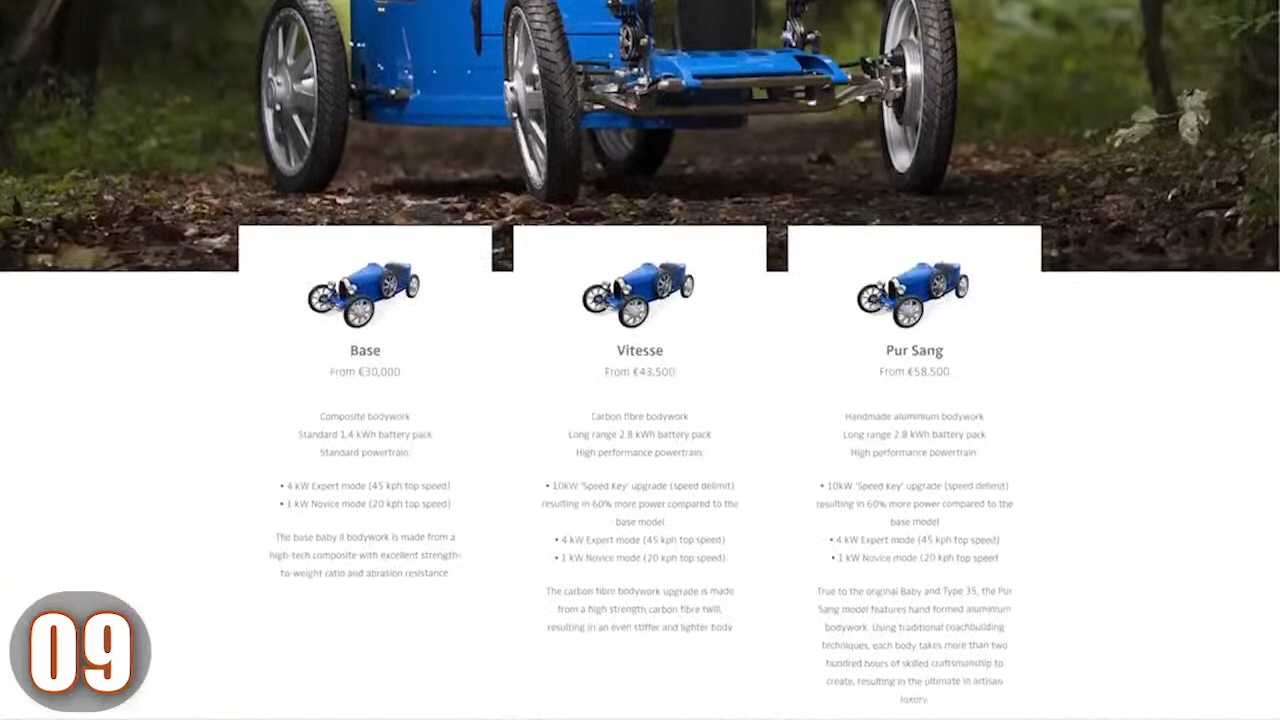 Base
From €30,000
Composite bodywork
Standard 1.4 kWh battery pack
Standard powertrain:
• 4 kW Expert mode (45 kph top speed)
• 1 kW Novice mode (20 kph top speed)
The base baby II bodywork is made from a
high-tech composite with excellent strength-
to-weight ratio and abrasion resistance
Vitesse
From €43,500
Carbon fibre bodywork
Long range 2.8 kWh battery pack
High performance powertrain:
• 10kW 'Speed Key' upgrade (speed delimit)
resulting in 60% more power compared to the
base model
• 4 kW Expert mode (45 kph top speed)
• 1 kW Novice mode (20 kph top speed)
The carbon fibre bodywork upgrade is made
from a high strength carbon fibre twill,
resulting in an even stiffer and lighter body
Pur Sang
From €58,500
Handmade aluminium bodywork
Long range 2.8 kWh battery pack
High performance powertrain:
• 10kW 'Speed Key' upgrade (speed delimit)
resulting in 60% more power compared to the
base model
• 4 kW Expert mode (45 kph top speed)
• 1 kW Novice mode (20 kph top speed
True to the original Baby and Type 35, the Pur
Sang model features hand formed aluminium
bodywork. Using traditional coachbuilding
techniques, each body takes more than two
hundred hours of skilled craftsmanship to
create, resulting in the ultimate in artisan
luxury.
09